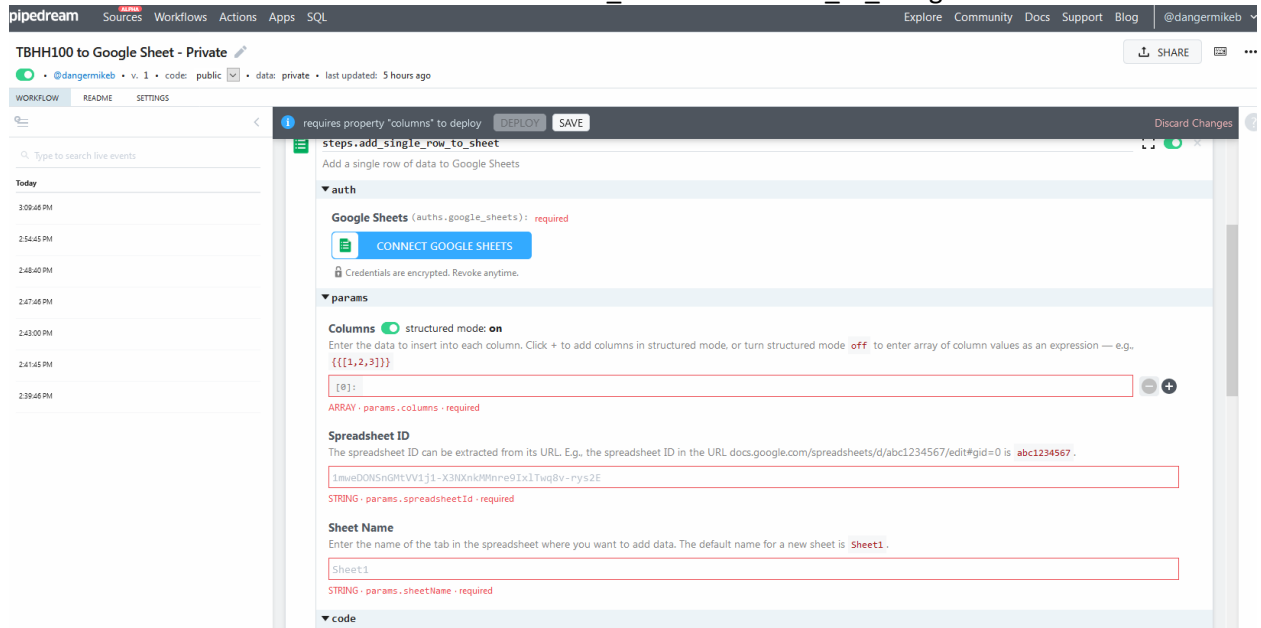 pipedream
ALPHA
Sources Workflows Actions Apps SQL Explore Community Docs Support Blog @dangermikeb
TBHH100 to Google Sheet - Private SHARE
• @dangermikeb • v. 1 • code: public • data: private • last updated: 5 hours ago
WORKFLOW README SETTINGS
requires property "columns" to deploy DEPLOY SAVE Discard Changes
Type to search live events
Today
3:09:46 PM
2:54:45 PM
2:48:40 PM
2:47:46 PM
2:43:00 PM
2:41:45 PM
2:39:46 PM
steps.add_single_row_to_sheet
Add a single row of data to Google Sheets
auth
Google Sheets (auths.google_sheets): required
CONNECT GOOGLE SHEETS
Credentials are encrypted. Revoke anytime.
params
Columns structured mode: on
Enter the data to insert into each column. Click + to add columns in structured mode, or turn structured mode off to enter array of column values as an expression — e.g.,
{{[1,2,3]}}
[0]:
ARRAY · params.columns · required
Spreadsheet ID
The spreadsheet ID can be extracted from its URL. E.g., the spreadsheet ID in the URL docs.google.com/spreadsheets/d/abc1234567/edit#gid=0 is abc1234567.
1mweDONSnGMtVV1j1-X3NXnkMMnre9IxlTwq8v-rys2E
STRING · params.spreadsheetId · required
Sheet Name
Enter the name of the tab in the spreadsheet where you want to add data. The default name for a new sheet is Sheet1.
Sheet1
STRING · params.sheetName · required
code